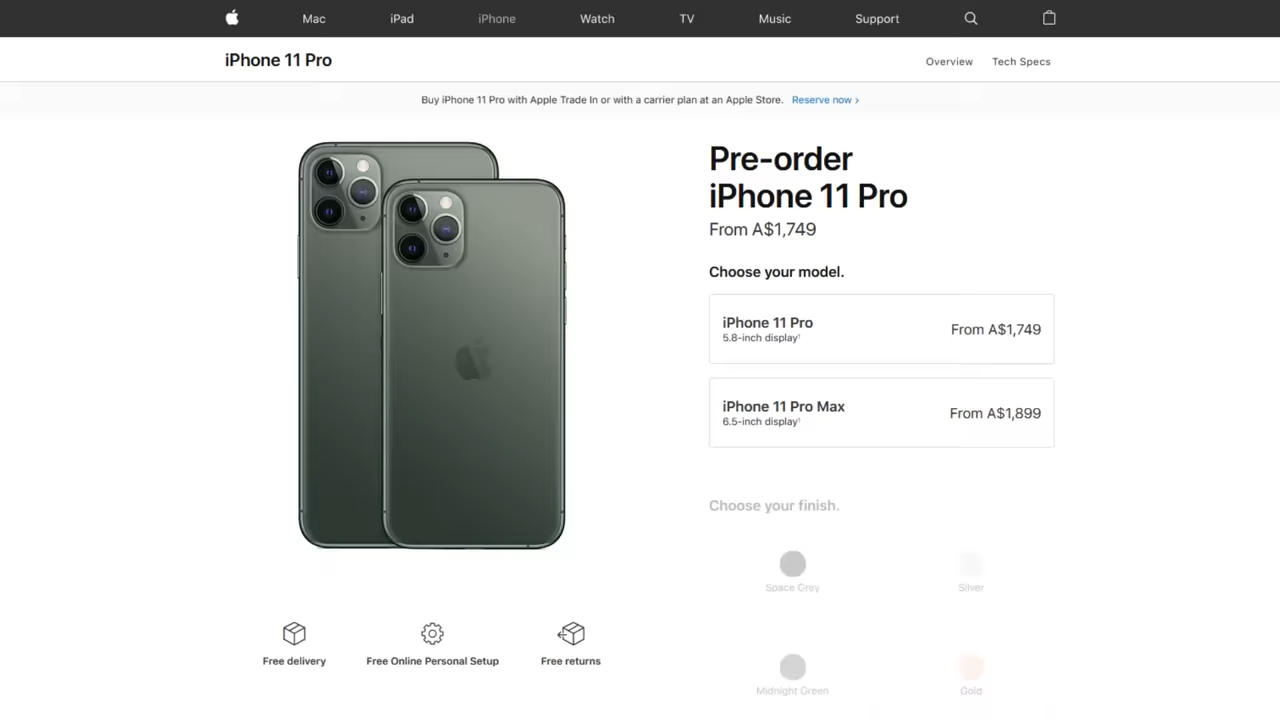 Mac iPad iPhone Watch TV Music Support
iPhone 11 Pro
Overview Tech Specs
Buy iPhone 11 Pro with Apple Trade In or with a carrier plan at an Apple Store. Reserve now >
Pre-order
iPhone 11 Pro
From A$1,749
Choose your model.
iPhone 11 Pro
5.8-inch display¹
From A$1,749
iPhone 11 Pro Max
6.5-inch display¹
From A$1,899
Choose your finish.
Space Grey Silver
Midnight Green Gold
Free delivery Free Online Personal Setup Free returns